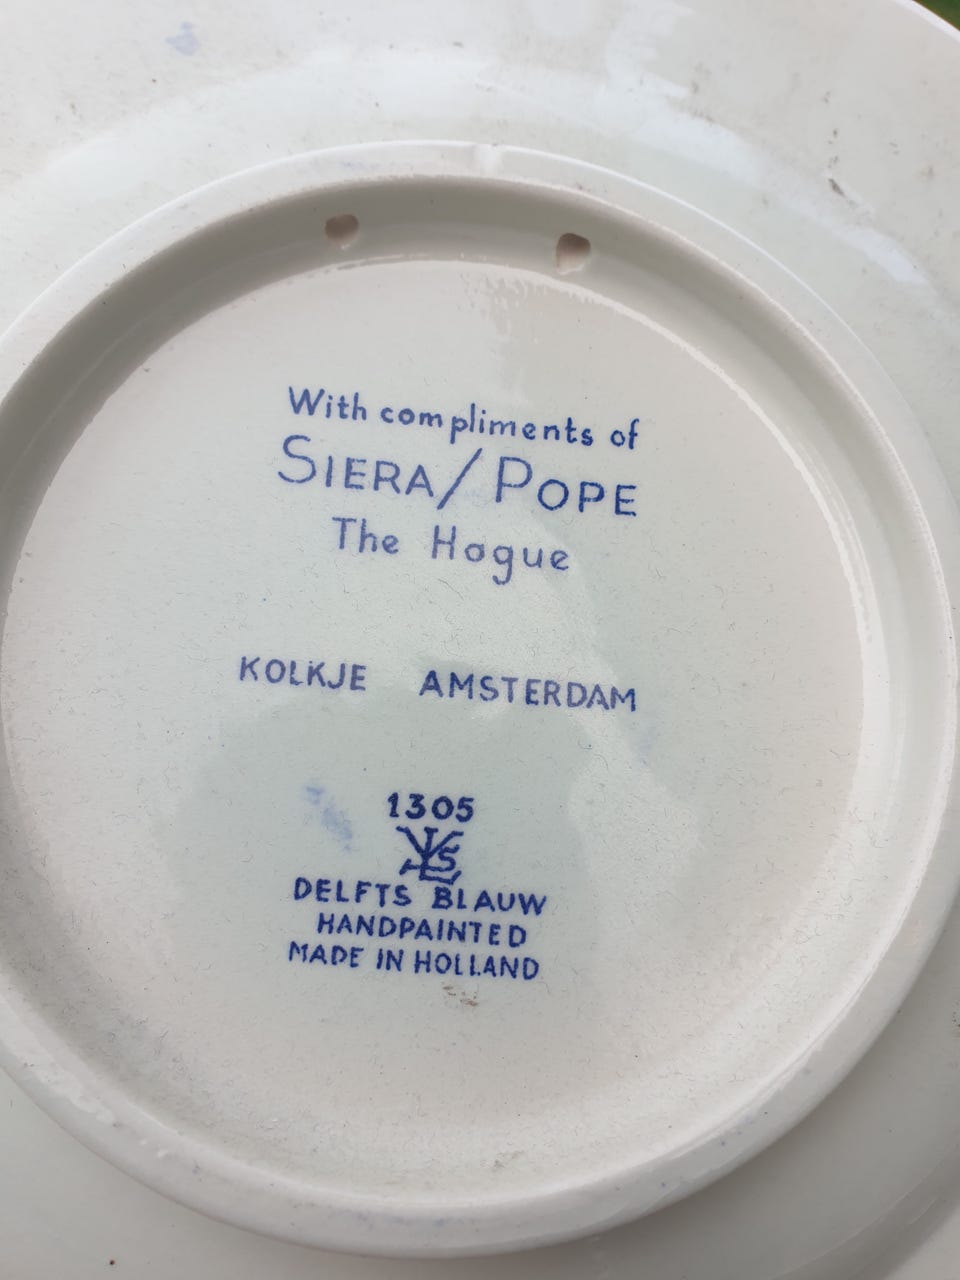 With compliments of
SIERA/POPE
The Hague
KOLKJE AMSTERDAM
1305
DELFTS BLAUW
HANDPAINTED
MADE IN HOLLAND